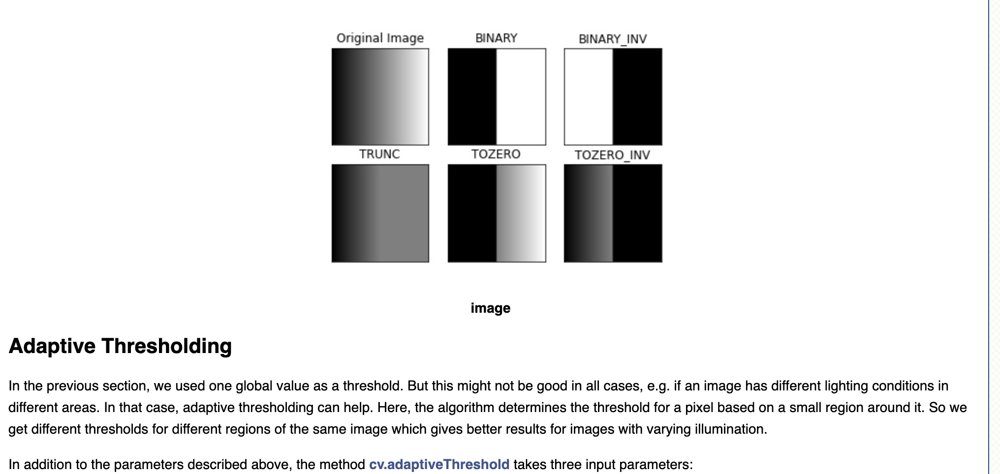 Original Image
BINARY
BINARY_INV
TRUNC
TOZERO
TOZERO_INV
image
Adaptive Thresholding
In the previous section, we used one global value as a threshold. But this might not be good in all cases, e.g. if an image has different lighting conditions in
different areas. In that case, adaptive thresholding can help. Here, the algorithm determines the threshold for a pixel based on a small region around it. So we
get different thresholds for different regions of the same image which gives better results for images with varying illumination.
In addition to the parameters described above, the method cv.adaptiveThreshold takes three input parameters: